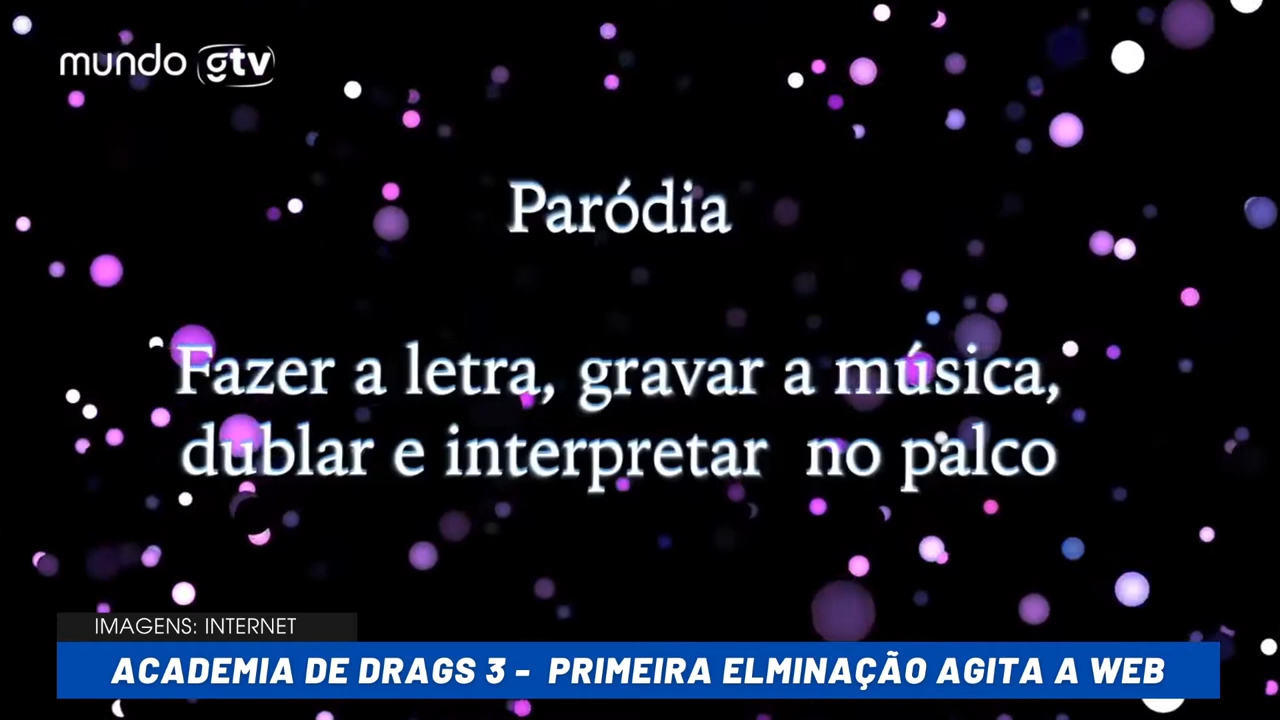 mundo gtv
Paródia
Fazer a letra, gravar a música,
dublar e interpretar no palco
IMAGENS: INTERNET
ACADEMIA DE DRAGS 3 - PRIMEIRA ELMINAÇÃO AGITA A WEB